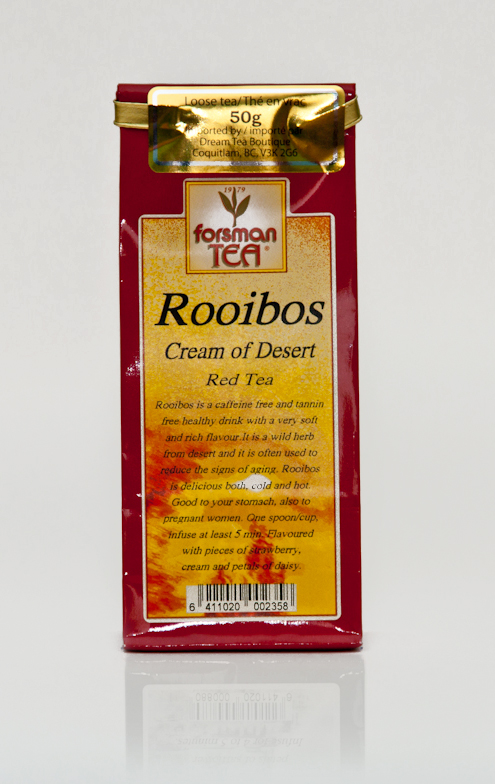 Loose tea/Thé en vrac
50g
ported by / importé par
Dream Tea Boutique
Coquitlam, BC, V3K 2G6
1979
forsman
TEA®
Rooibos
Cream of Desert
Red Tea
Rooibos is a caffeine free and tannin
free healthy drink with a very soft
and rich flavour.It is a wild herb
from desert and it is often used to
reduce the signs of aging. Rooibos
is delicious both, cold and hot.
Good to your stomach, also to
pregnant women. One spoon/cup,
infuse at least 5 min. Flavoured
with pieces of strawberry,
cream and petals of daisy.
6 411020 002358